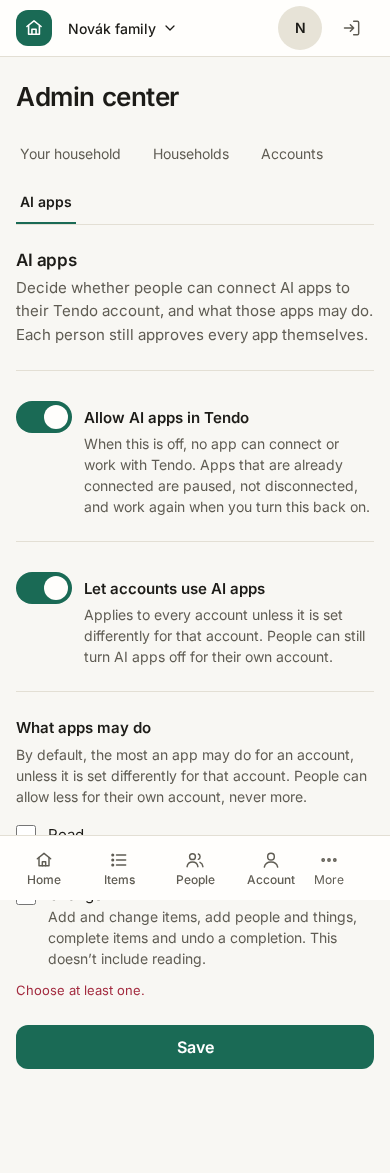 Novák family
N
Admin center
Your household
Households
Accounts
AI apps
AI apps
Decide whether people can connect AI apps to
their Tendo account, and what those apps may do.
Each person still approves every app themselves.
Allow AI apps in Tendo
When this is off, no app can connect or
work with Tendo. Apps that are already
connected are paused, not disconnected,
and work again when you turn this back on.
Let accounts use AI apps
Applies to every account unless it is set
differently for that account. People can still
turn AI apps off for their own account.
What apps may do
By default, the most an app may do for an account,
unless it is set differently for that account. People can
allow less for their own account, never more.
Read
Home
Items
People
Account
More
Add and change items, add people and things,
complete items and undo a completion. This
doesn’t include reading.
Choose at least one.
Save